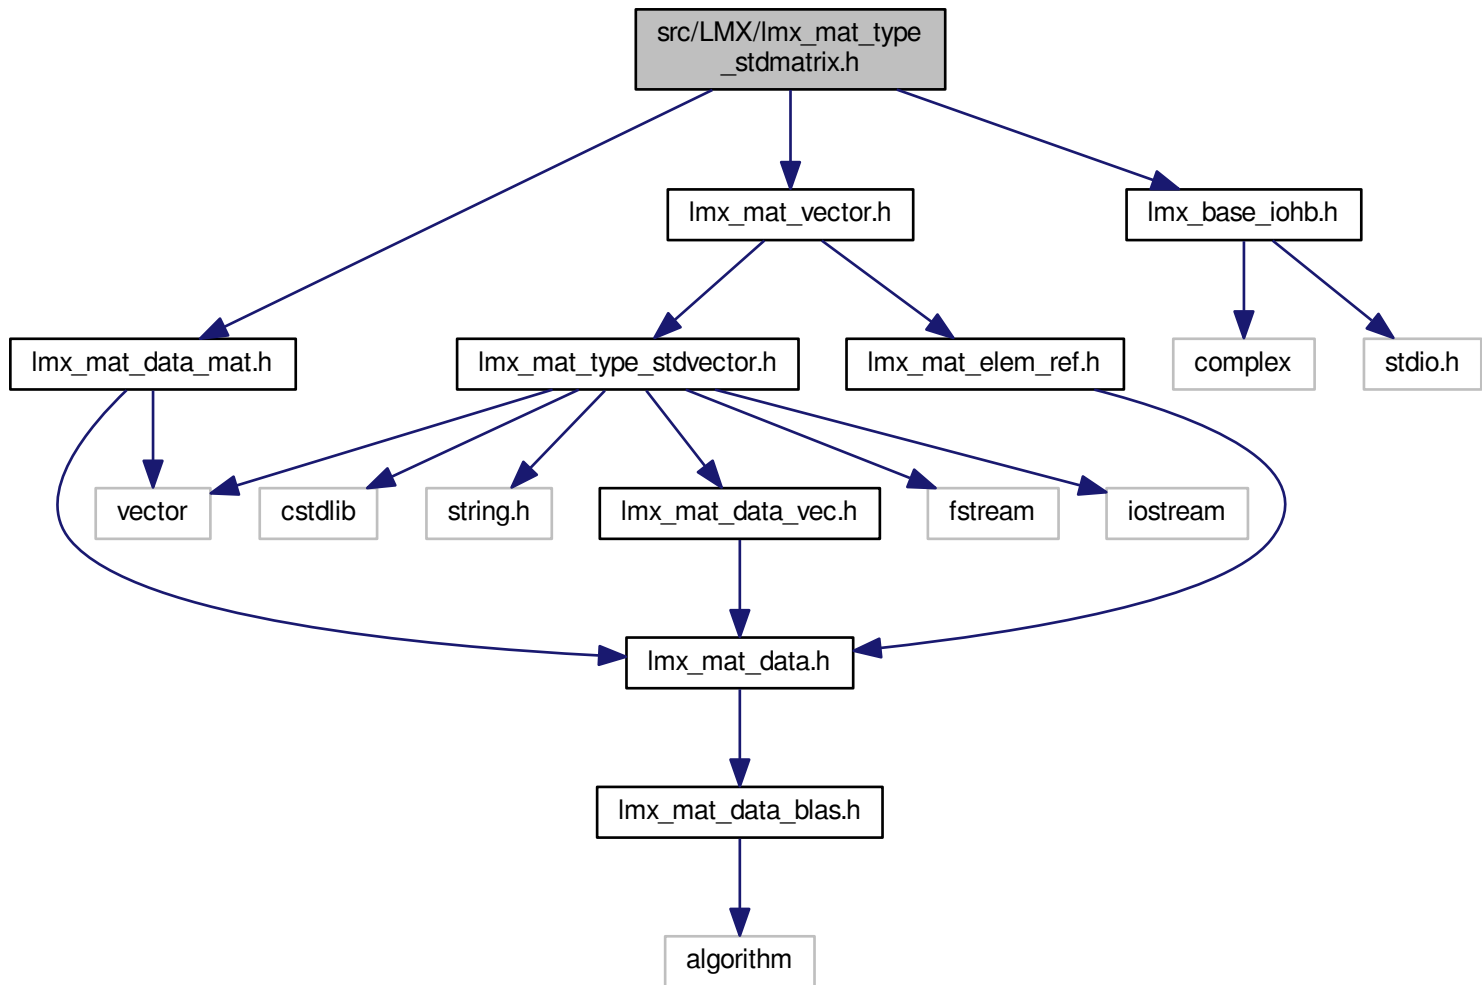 src/LMX/lmx_mat_type
_stdmatrix.h
lmx_mat_vector.h
lmx_base_iohb.h
lmx_mat_data_mat.h
lmx_mat_type_stdvector.h
lmx_mat_elem_ref.h
complex
stdio.h
vector
cstdlib
string.h
lmx_mat_data_vec.h
fstream
iostream
lmx_mat_data.h
lmx_mat_data_blas.h
algorithm